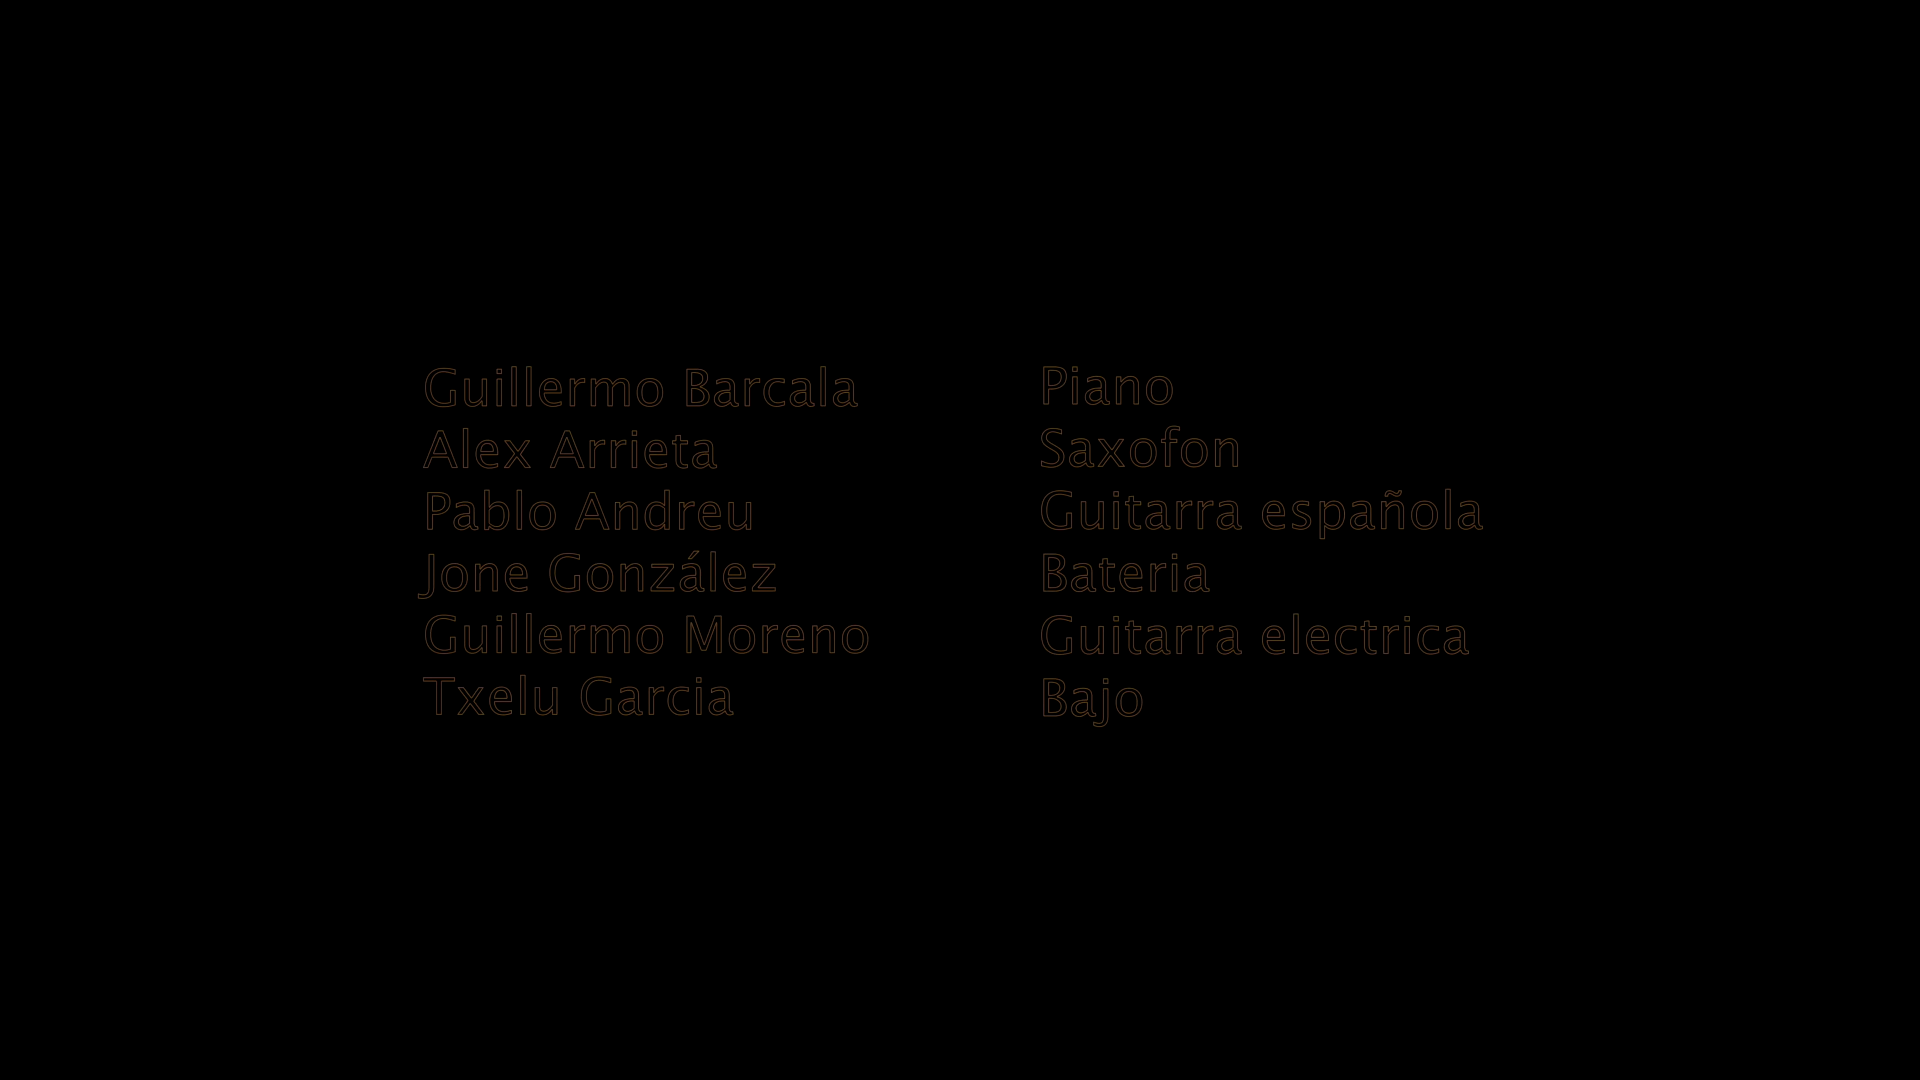 Guillermo Barcala Piano
Alex Arrieta Saxofon
Pablo Andreu Guitarra española
Jone González Bateria
Guillermo Moreno Guitarra electrica
Txelu Garcia Bajo